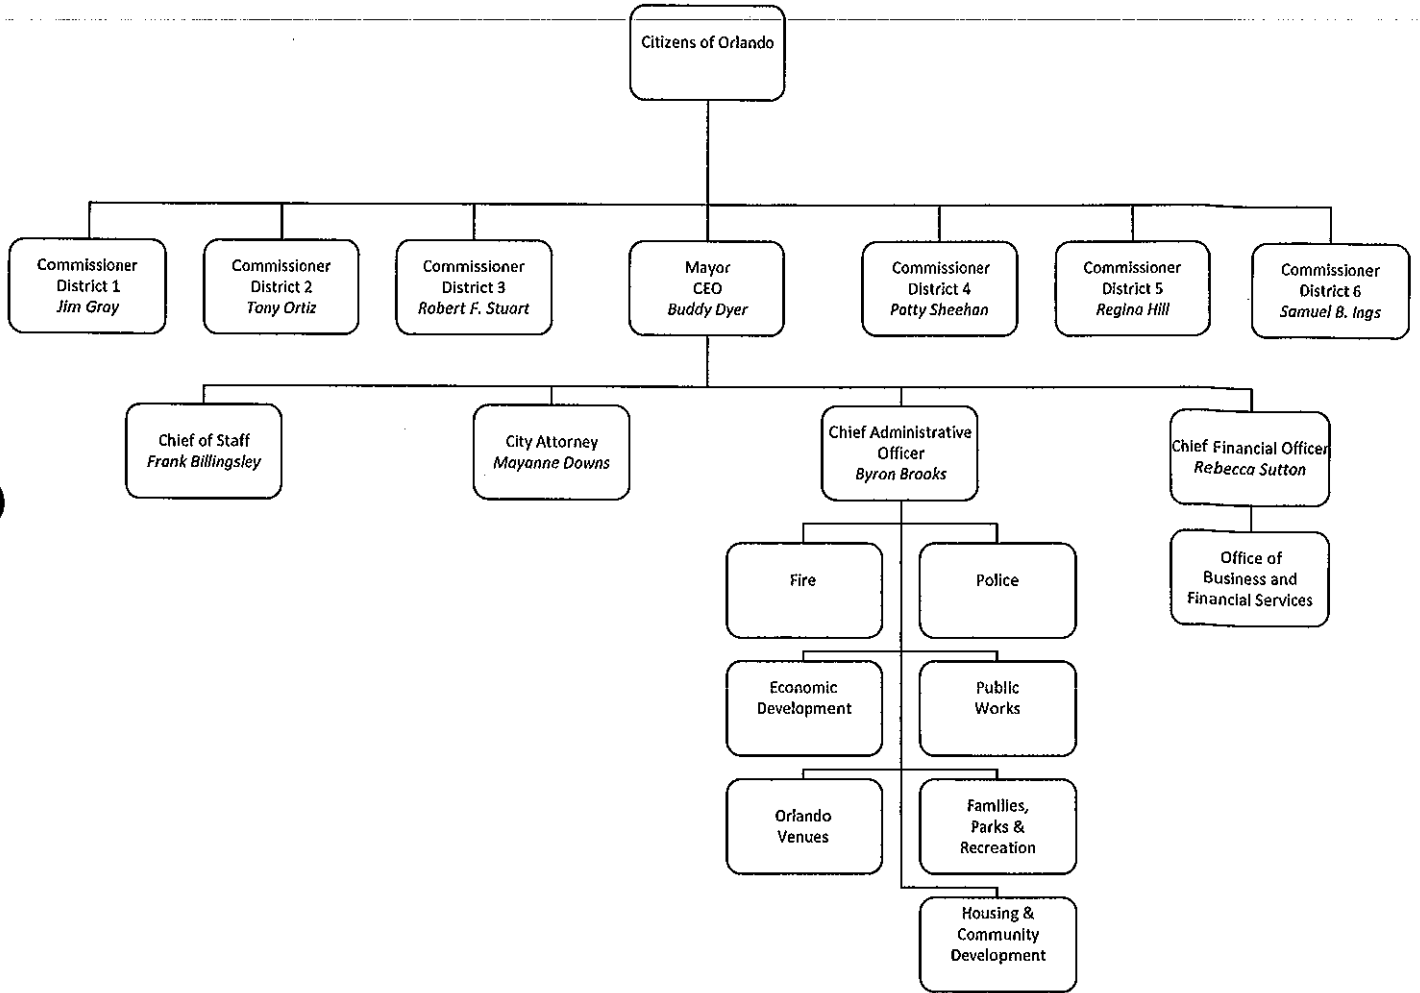 Citizens of Orlando
Commissioner
District 1
Jim Gray
Commissioner
District 2
Tony Ortiz
Commissioner
District 3
Robert F. Stuart
Mayor
CEO
Buddy Dyer
Commissioner
District 4
Patty Sheehan
Commissioner
District 5
Regina Hill
Commissioner
District 6
Samuel B. Ings
Chief of Staff
Frank Billingsley
City Attorney
Mayanne Downs
Chief Administrative
Officer
Byron Brooks
Chief Financial Officer
Rebecca Sutton
Fire
Police
Office of
Business and
Financial Services
Economic
Development
Public
Works
Orlando
Venues
Families,
Parks &
Recreation
Housing &
Community
Development